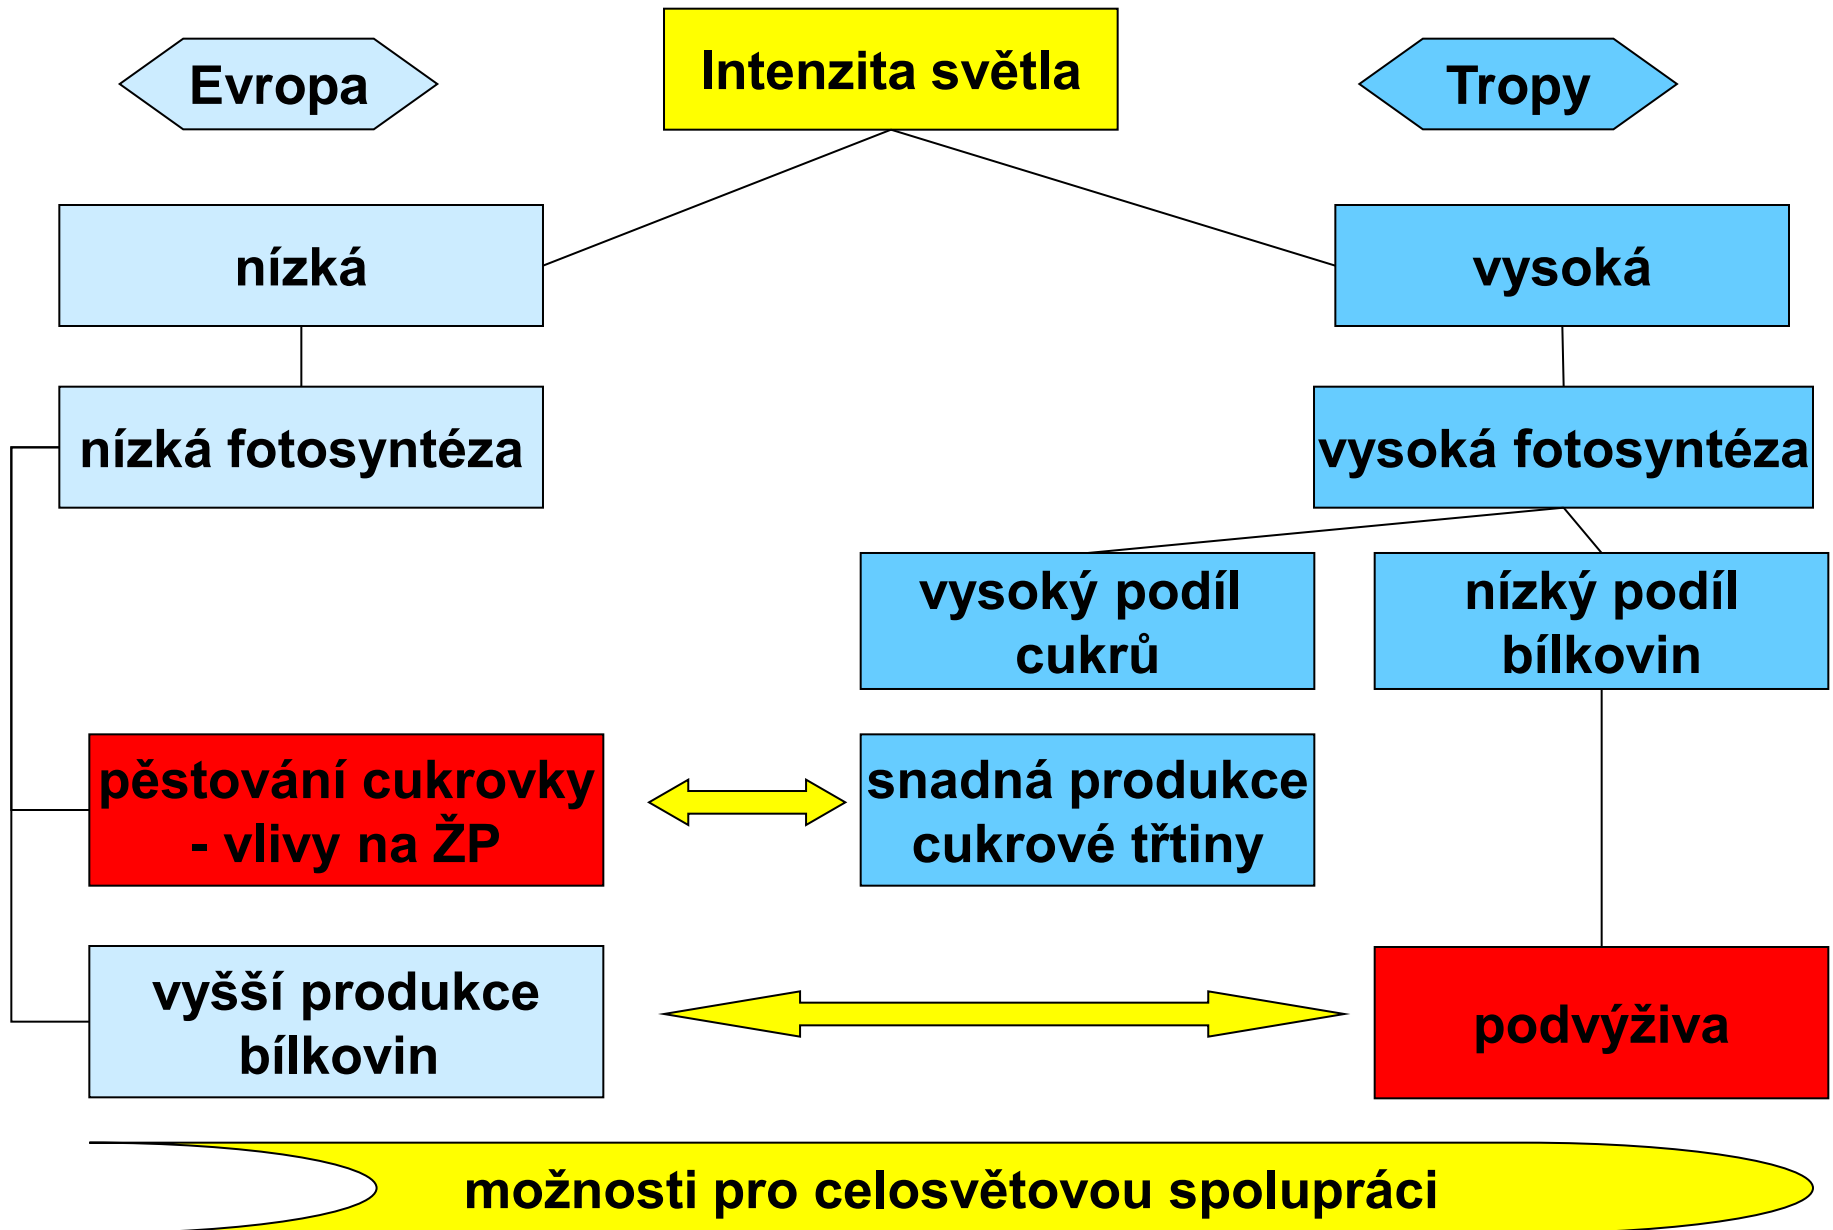 Evropa
Intenzita světla
Tropy
nízká
vysoká
nízká fotosyntéza
vysoká fotosyntéza
vysoký podíl
cukrů
nízký podíl
bílkovin
pěstování cukrovky
- vlivy na ŽP
snadná produkce
cukrové třtiny
vyšší produkce
bílkovin
podvýživa
možnosti pro celosvětovou spolupráci